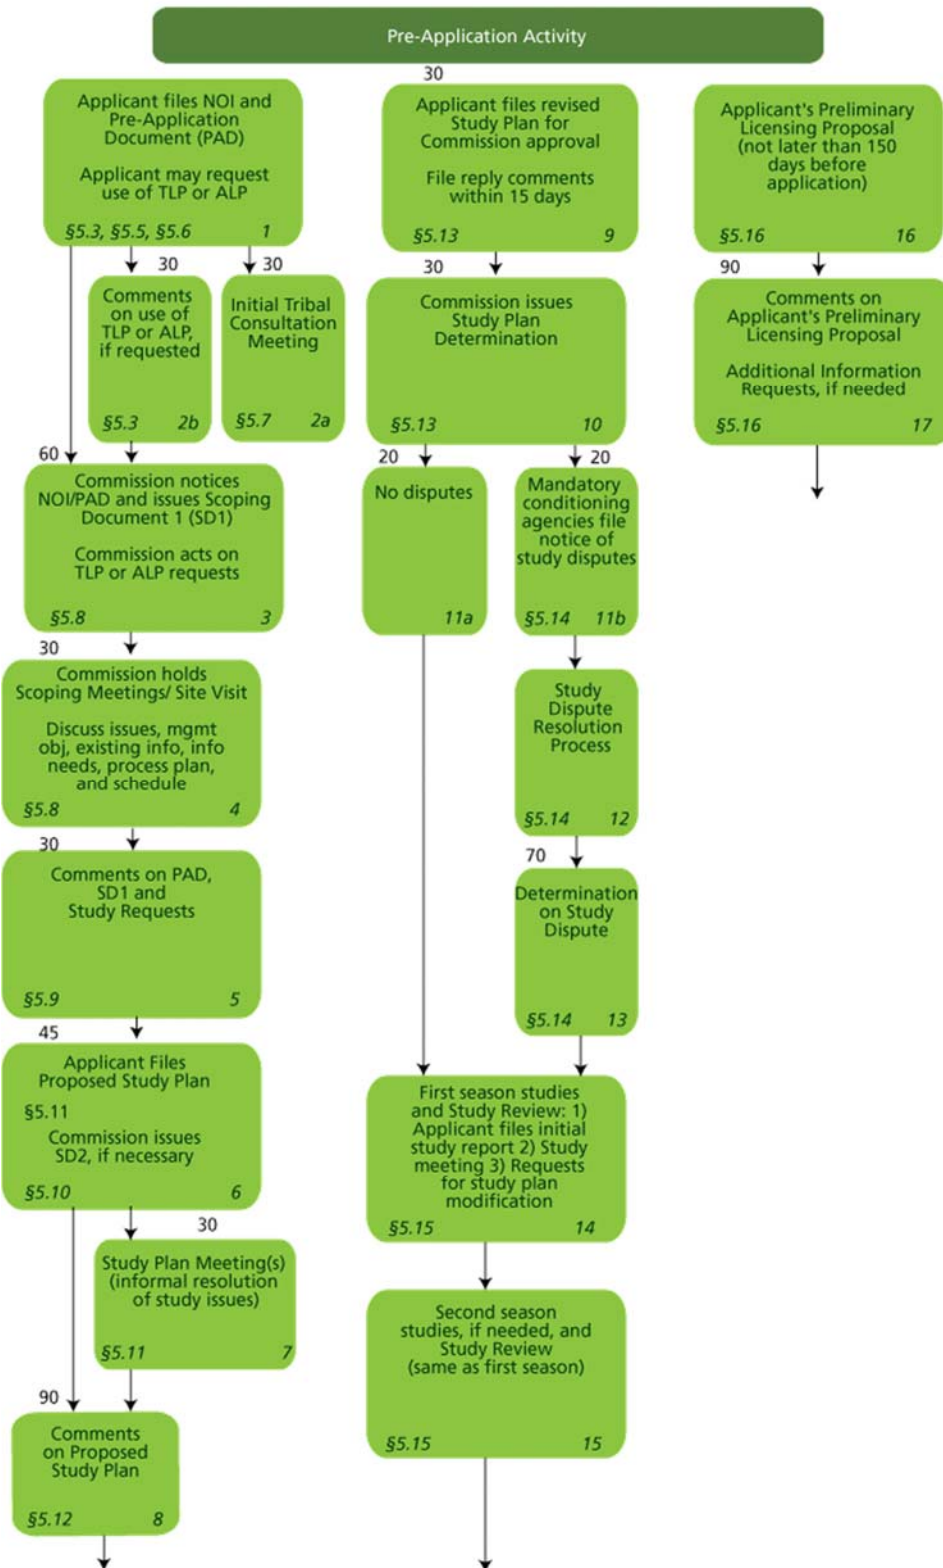 Pre-Application Activity
Applicant files NOI and
Pre-Application
Document (PAD)
Applicant may request
use of TLP or ALP
§5.3, §5.5, §5.6 1
30
Comments
on use of
TLP or ALP,
if requested
§5.3 2b
30
Initial Tribal
Consultation
Meeting
§5.7 2a
60
Commission notices
NOI/PAD and issues Scoping
Document 1 (SD1)
Commission acts on
TLP or ALP requests
§5.8 3
30
Commission holds
Scoping Meetings/ Site Visit
Discuss issues, mgmt
obj, existing info, info
needs, process plan,
and schedule
§5.8 4
30
Comments on PAD,
SD1 and
Study Requests
§5.9 5
45
Applicant Files
Proposed Study Plan
§5.11
Commission issues
SD2, if necessary
§5.10 6
30
Study Plan Meeting(s)
(informal resolution
of study issues)
§5.11 7
90
Comments
on Proposed
Study Plan
§5.12 8
30
Applicant files revised
Study Plan for
Commission approval
File reply comments
within 15 days
§5.13 9
30
Commission issues
Study Plan
Determination
§5.13 10
20
No disputes
11a
20
Mandatory
conditioning
agencies file
notice of
study disputes
§5.14 11b
Study
Dispute
Resolution
Process
§5.14 12
70
Determination
on Study
Dispute
§5.14 13
First season studies
and Study Review: 1)
Applicant files initial
study report 2) Study
meeting 3) Requests
for study plan
modification
§5.15 14
Second season
studies, if needed, and
Study Review
(same as first season)
§5.15 15
Applicant's Preliminary
Licensing Proposal
(not later than 150
days before
application)
§5.16 16
90
Comments on
Applicant's Preliminary
Licensing Proposal
Additional Information
Requests, if needed
§5.16 17